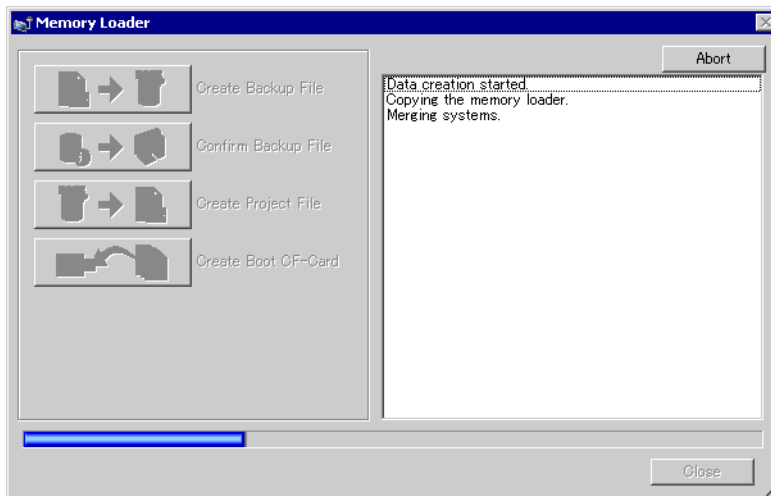 Memory Loader
Create Backup File
Confirm Backup File
Create Project File
Create Boot CF-Card
Abort
Data creation started.
Copying the memory loader.
Merging systems.
Close